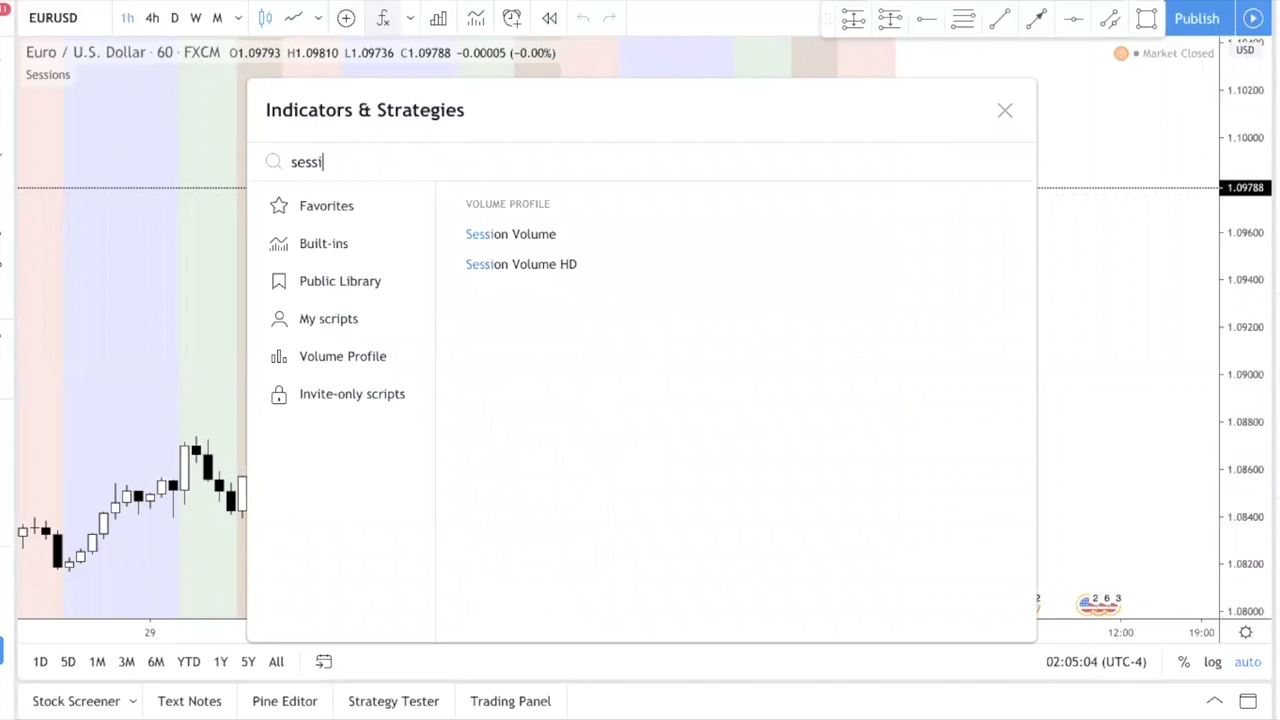 11
EURUSD
1h 4h D W M
Publish
Euro / U.S. Dollar · 60 · FXCM O1.09793 H1.09810 L1.09736 C1.09788 −0.00005 (−0.00%)
Market Closed
USD
Sessions
1.10200
1.10000
1.09788
1.09600
1.09400
1.09200
1.09000
1.08800
1.08600
1.08400
1.08200
1.08000
Indicators & Strategies
sessi
Favorites
Built-ins
Public Library
My scripts
Volume Profile
Invite-only scripts
VOLUME PROFILE
Session Volume
Session Volume HD
2 2 6 3
29 12:00 19:00
1D 5D 1M 3M 6M YTD 1Y 5Y All
02:05:04 (UTC-4) % log auto
Stock Screener Text Notes Pine Editor Strategy Tester Trading Panel